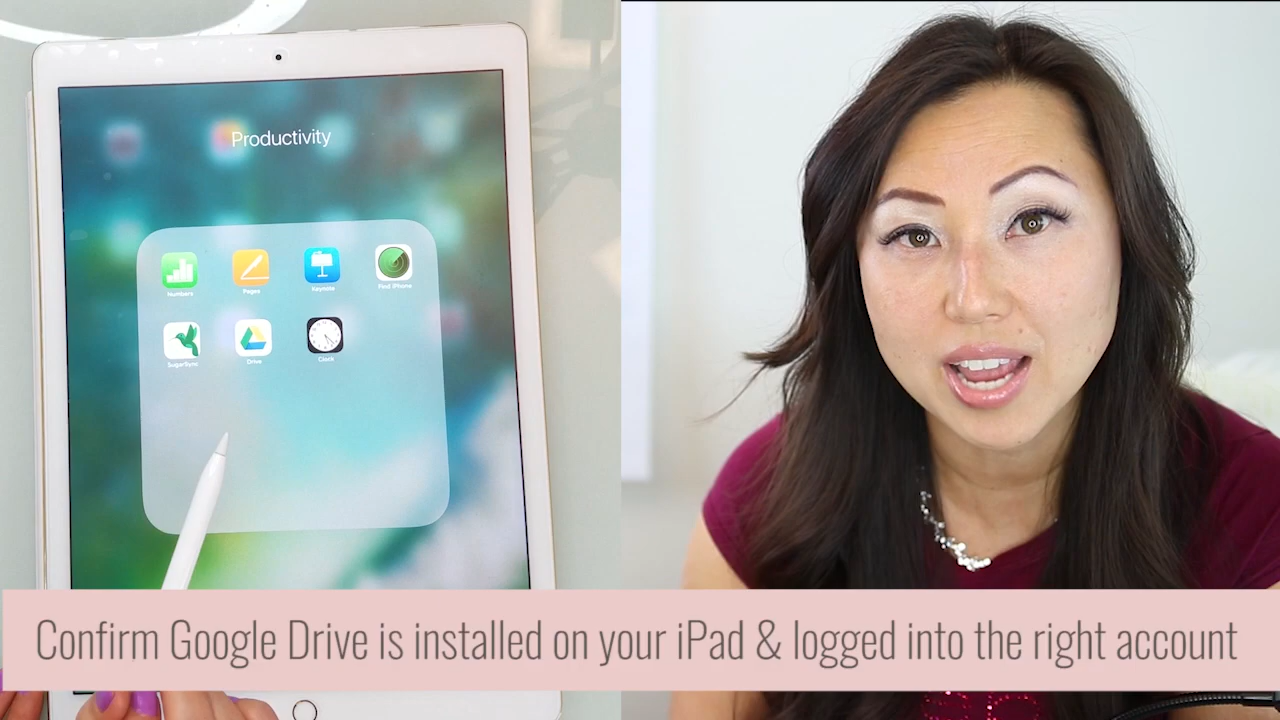 Productivity
Numbers
Pages
Keynote
Find iPhone
SugarSync
Drive
Clock
Confirm Google Drive is installed on your iPad & logged into the right account